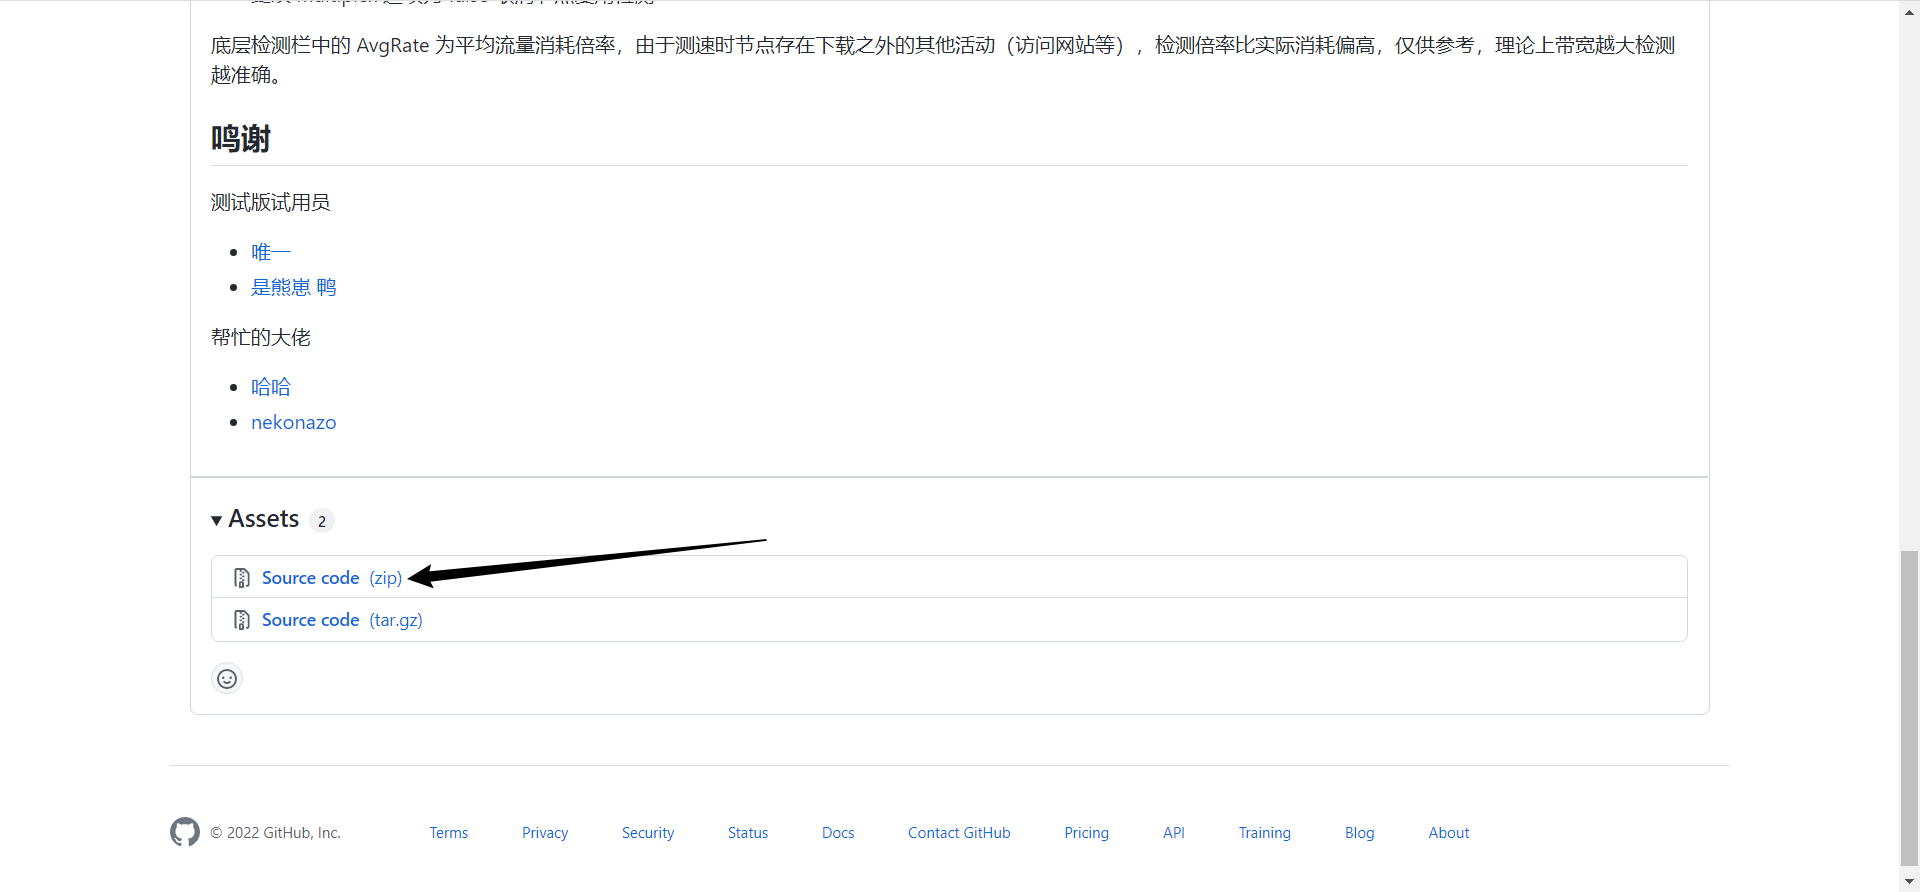 底层检测栏中的 AvgRate 为平均流量消耗倍率，由于测速时节点存在下载之外的其他活动（访问网站等），检测倍率比实际消耗偏高，仅供参考，理论上带宽越大检测
越准确。
鸣谢
测试版试用员
唯一
是熊崽 鸭
帮忙的大佬
哈哈
nekonazo
Assets 2
Source code (zip)
Source code (tar.gz)
© 2022 GitHub, Inc. Terms Privacy Security Status Docs Contact GitHub Pricing API Training Blog About